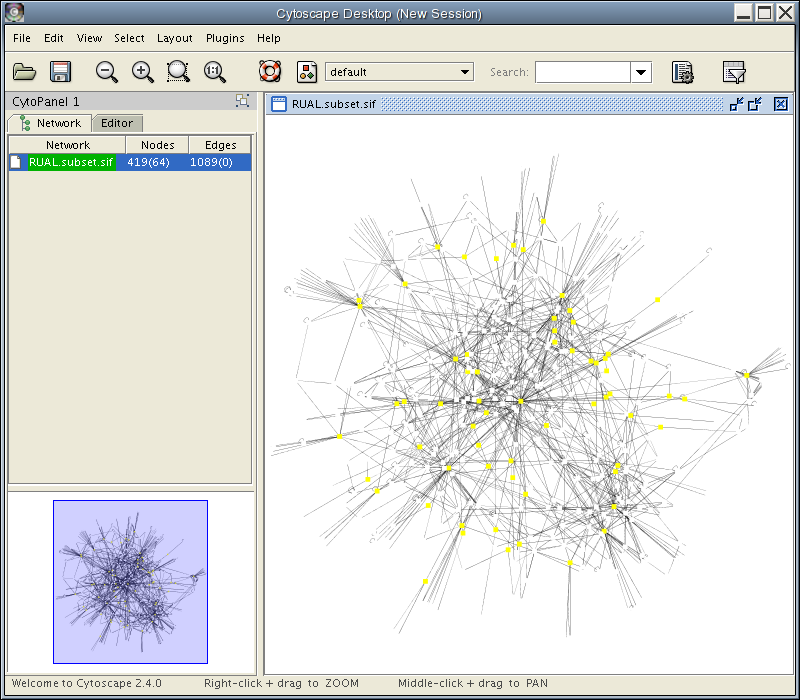 Cytoscape Desktop (New Session)
File Edit View Select Layout Plugins Help
default Search:
CytoPanel 1
Network Editor
Network Nodes Edges
RUAL.subset.sif 419(64) 1089(0)
RUAL.subset.sif
Welcome to Cytoscape 2.4.0 Right-click + drag to ZOOM Middle-click + drag to PAN